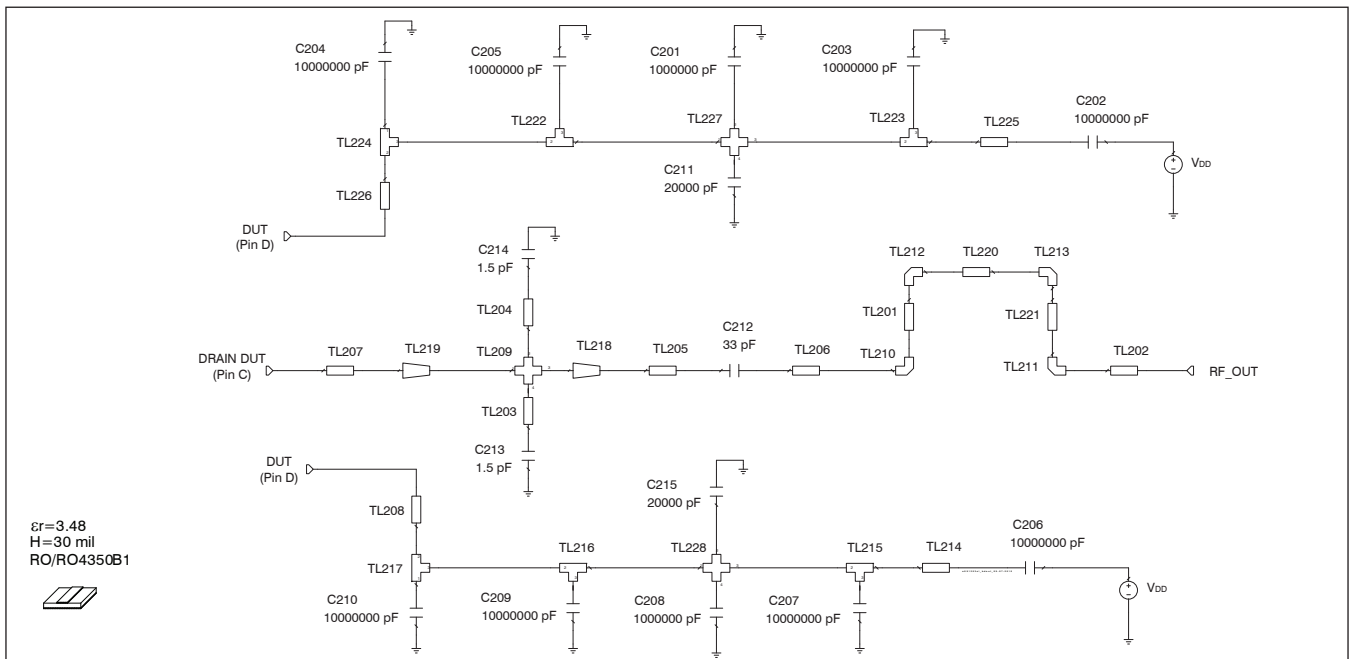 C204
10000000 pF
C205
10000000 pF
C201
1000000 pF
C203
10000000 pF
C202
10000000 pF
TL224
TL222
TL227
TL223
TL225
C211
20000 pF
VDD
TL226
DUT
(Pin D)
C214
1.5 pF
TL212
TL220
TL213
TL204
TL201
TL221
C212
33 pF
DRAIN DUT
(Pin C)
TL207
TL219
TL209
TL218
TL205
TL206
TL210
TL211
TL202
RF_OUT
TL203
C213
1.5 pF
DUT
(Pin D)
C215
20000 pF
TL208
C206
10000000 pF
TL217
TL216
TL228
TL215
TL214
VDD
C210
10000000 pF
C209
10000000 pF
C208
1000000 pF
C207
10000000 pF
εr=3.48
H=30 mil
RO/RO4350B1